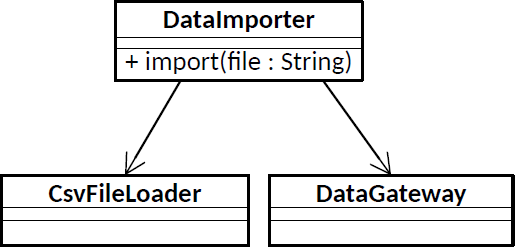 DataImporter
+ import(file : String)
CsvFileLoader
DataGateway